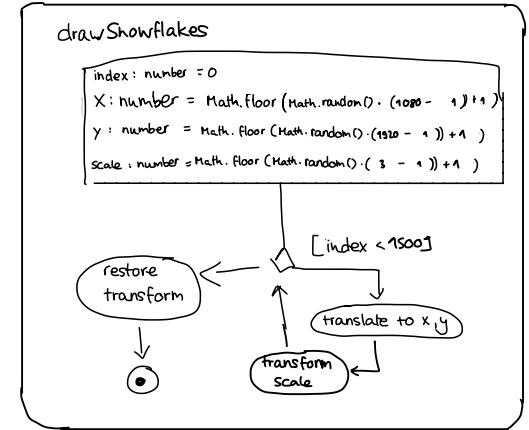 drawSnowflakes
index : number = 0
X : number = Math.floor (Math.random() · (1080 - 1)) + 1 )
y : number = Math.floor (Math.random() · (1920 - 1)) + 1 )
scale : number = Math.floor (Math.random() · ( 3 - 1 )) + 1 )
[index < 1500]
restore
transform
translate to x, y
transform
scale